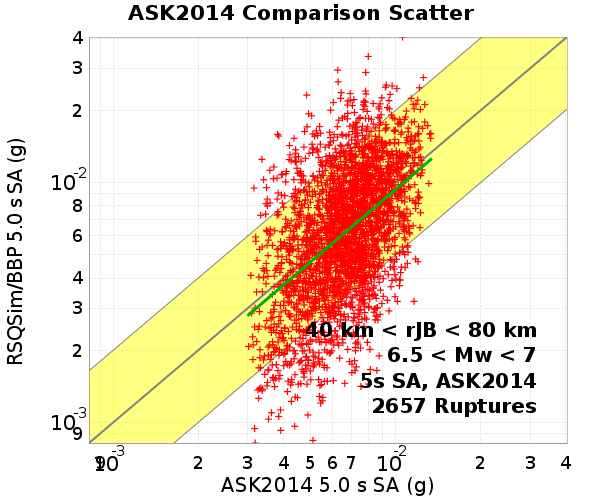 ASK2014 Comparison Scatter
RSQSim/BBP 5.0 s SA (g)
4
3
2
10⁻²
8
6
4
3
2
10⁻³
9
40 km < rJB < 80 km
6.5 < Mw < 7
5s SA, ASK2014
2657 Ruptures
9 10⁻³ 2 3 4 5 6 7 10⁻² 2 3 4
ASK2014 5.0 s SA (g)